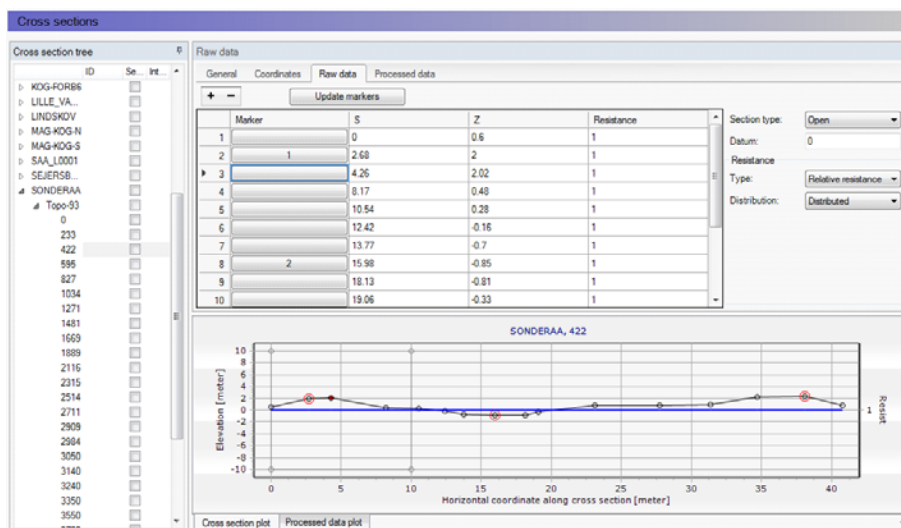 Cross sections
Cross section tree
ID Se... Int...
KOG-FORB6
LILLE_VA...
LINDSKOV
MAG-KOG-N
MAG-KOG-S
SAA_L0001
SEJERSB...
SONDERAA
Topo-93
0
233
422
595
827
1034
1271
1481
1669
1889
2116
2315
2514
2711
2909
2984
3050
3140
3240
3350
3550
Raw data
General Coordinates Raw data Processed data
+ − Update markers
Marker S Z Resistance
1 0 0.6 1
2 1 2.68 2 1
3 4.26 2.02 1
4 8.17 0.48 1
5 10.54 0.28 1
6 12.42 -0.16 1
7 13.77 -0.7 1
8 2 15.98 -0.85 1
9 18.13 -0.81 1
10 19.06 -0.33 1
Section type: Open
Datum: 0
Resistance
Type: Relative resistance
Distribution: Distributed
SONDERAA, 422
Elevation [meter]
10
8
6
4
2
0
-2
-4
-6
-8
-10
1
Resist
0 5 10 15 20 25 30 35 40
Horizontal coordinate along cross section [meter]
Cross section plot Processed data plot